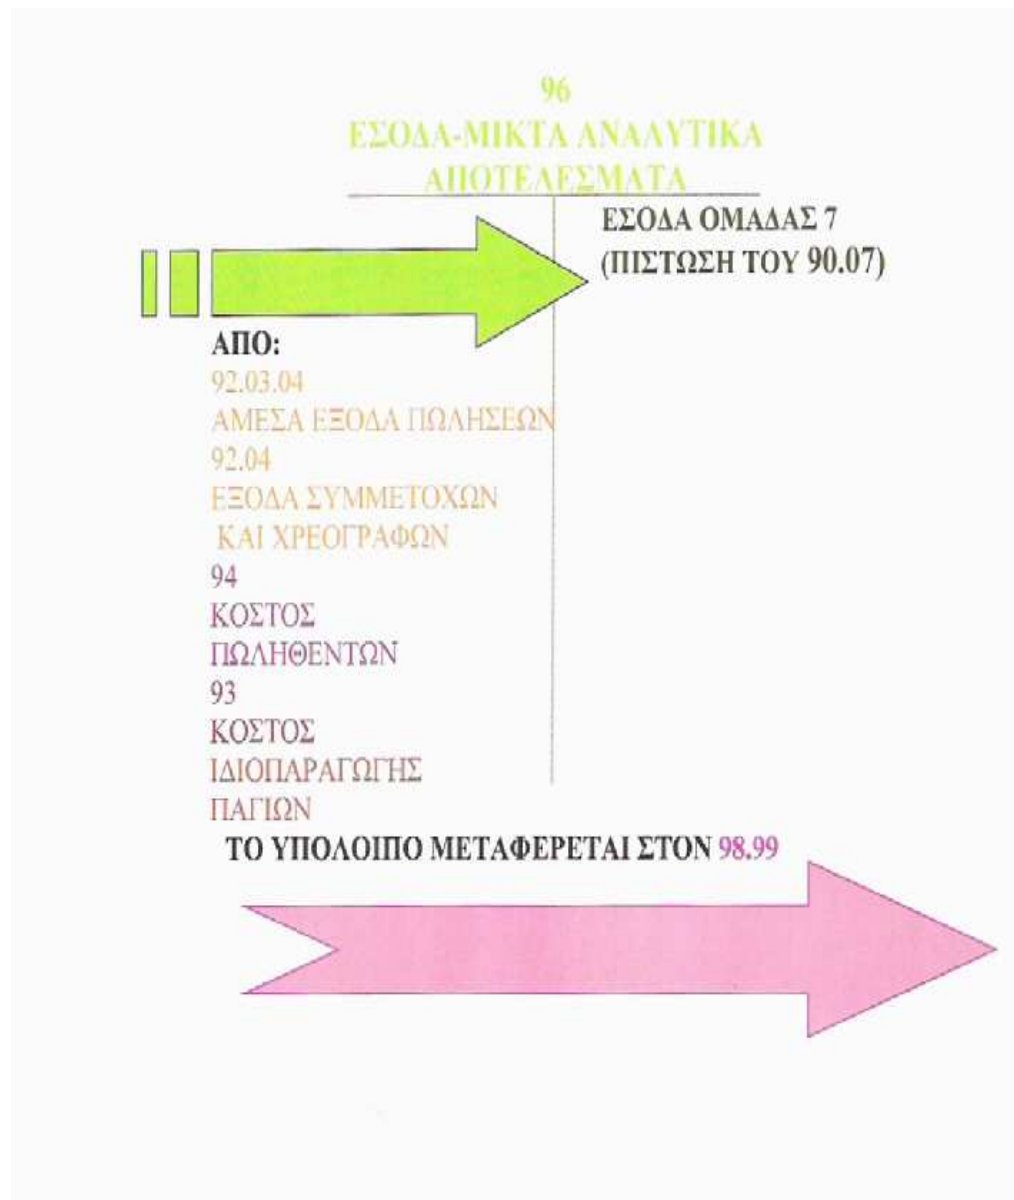 96
ΕΣΟΔΑ-ΜΙΚΤΑ ΑΝΑΛΥΤΙΚΑ
ΑΠΟΤΕΛΕΣΜΑΤΑ
ΕΣΟΔΑ ΟΜΑΔΑΣ 7
(ΠΙΣΤΩΣΗ ΤΟΥ 90.07)
ΑΠΟ:
92.03.04
ΑΜΕΣΑ ΕΞΟΔΑ ΠΩΛΗΣΕΩΝ
92.04
ΕΞΟΔΑ ΣΥΜΜΕΤΟΧΩΝ
ΚΑΙ ΧΡΕΟΓΡΑΦΩΝ
94
ΚΟΣΤΟΣ
ΠΩΛΗΘΕΝΤΩΝ
93
ΚΟΣΤΟΣ
ΙΔΙΟΠΑΡΑΓΩΓΗΣ
ΠΑΓΙΩΝ
ΤΟ ΥΠΟΛΟΙΠΟ ΜΕΤΑΦΕΡΕΤΑΙ ΣΤΟΝ 98.99